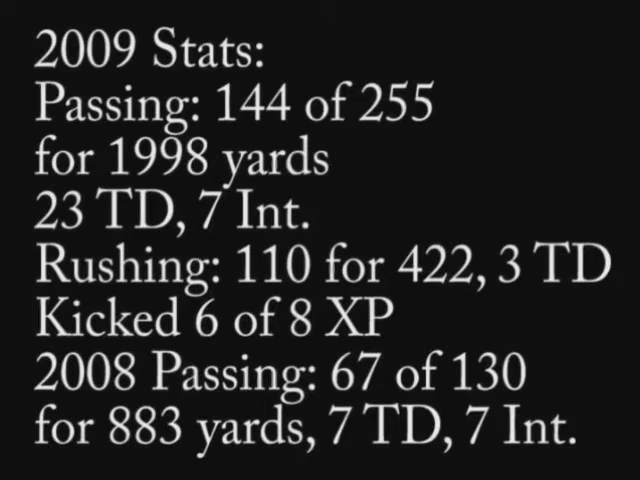 2009 Stats:
Passing: 144 of 255
for 1998 yards
23 TD, 7 Int.
Rushing: 110 for 422, 3 TD
Kicked 6 of 8 XP
2008 Passing: 67 of 130
for 883 yards, 7 TD, 7 Int.